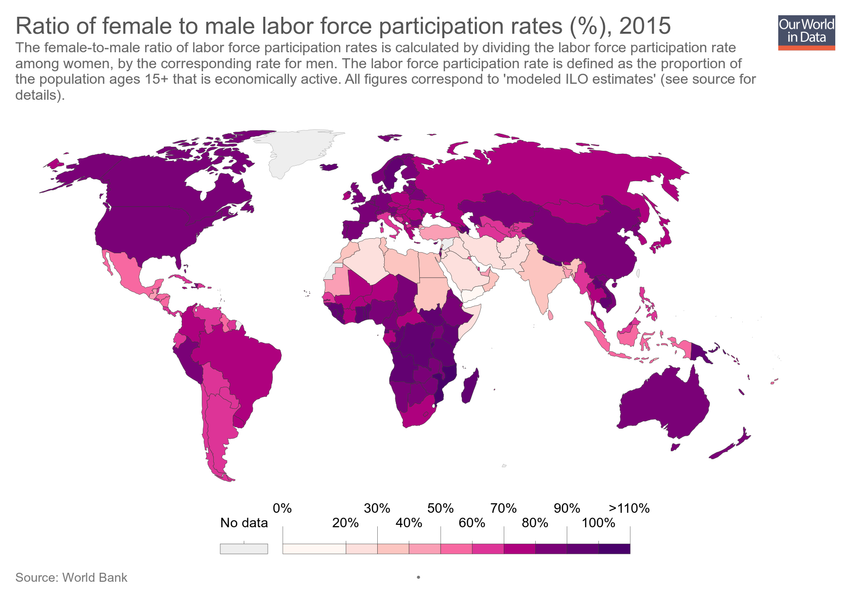 Ratio of female to male labor force participation rates (%), 2015
Our World
in Data
The female-to-male ratio of labor force participation rates is calculated by dividing the labor force participation rate
among women, by the corresponding rate for men. The labor force participation rate is defined as the proportion of
the population ages 15+ that is economically active. All figures correspond to 'modeled ILO estimates' (see source for
details).
0% 30% 50% 70% 90% >110%
No data 20% 40% 60% 80% 100%
Source: World Bank •